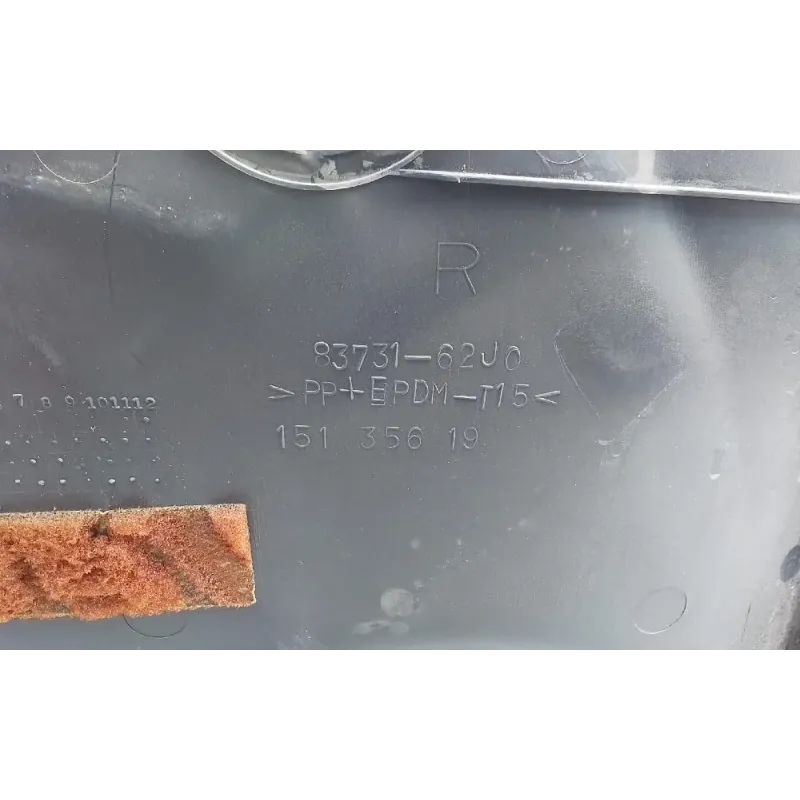 R
83731-62J0
>PP+EPDM-T15<
7 8 9 10 11 12
151 356 19